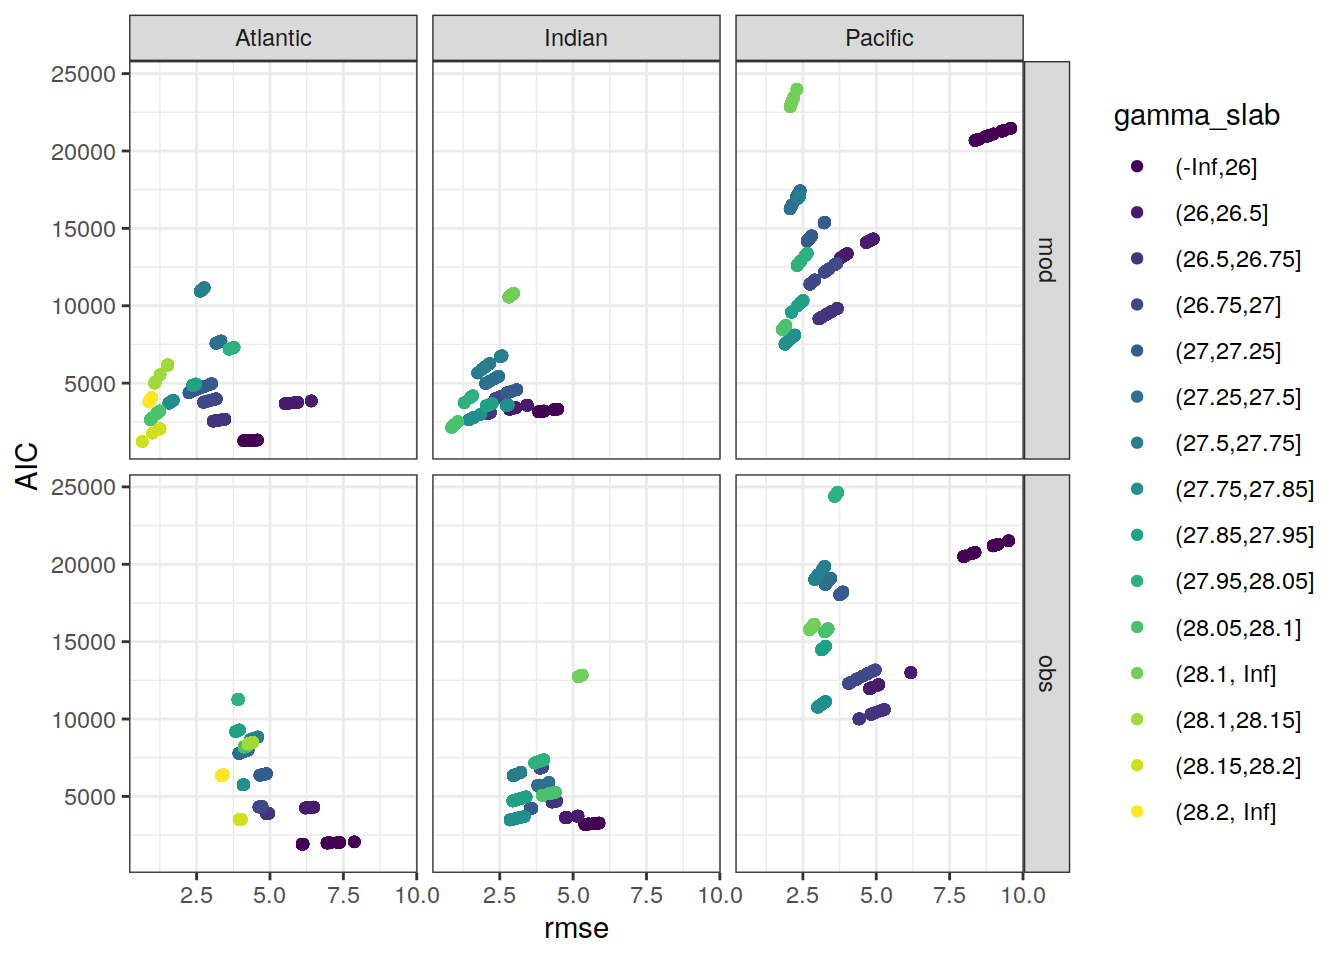 Atlantic Indian Pacific
25000
20000
15000
10000
5000
mod
25000
20000
15000
10000
5000
obs
AIC
2.5 5.0 7.5 10.0 2.5 5.0 7.5 10.0 2.5 5.0 7.5 10.0
rmse
gamma_slab
(-Inf,26]
(26,26.5]
(26.5,26.75]
(26.75,27]
(27,27.25]
(27.25,27.5]
(27.5,27.75]
(27.75,27.85]
(27.85,27.95]
(27.95,28.05]
(28.05,28.1]
(28.1, Inf]
(28.1,28.15]
(28.15,28.2]
(28.2, Inf]